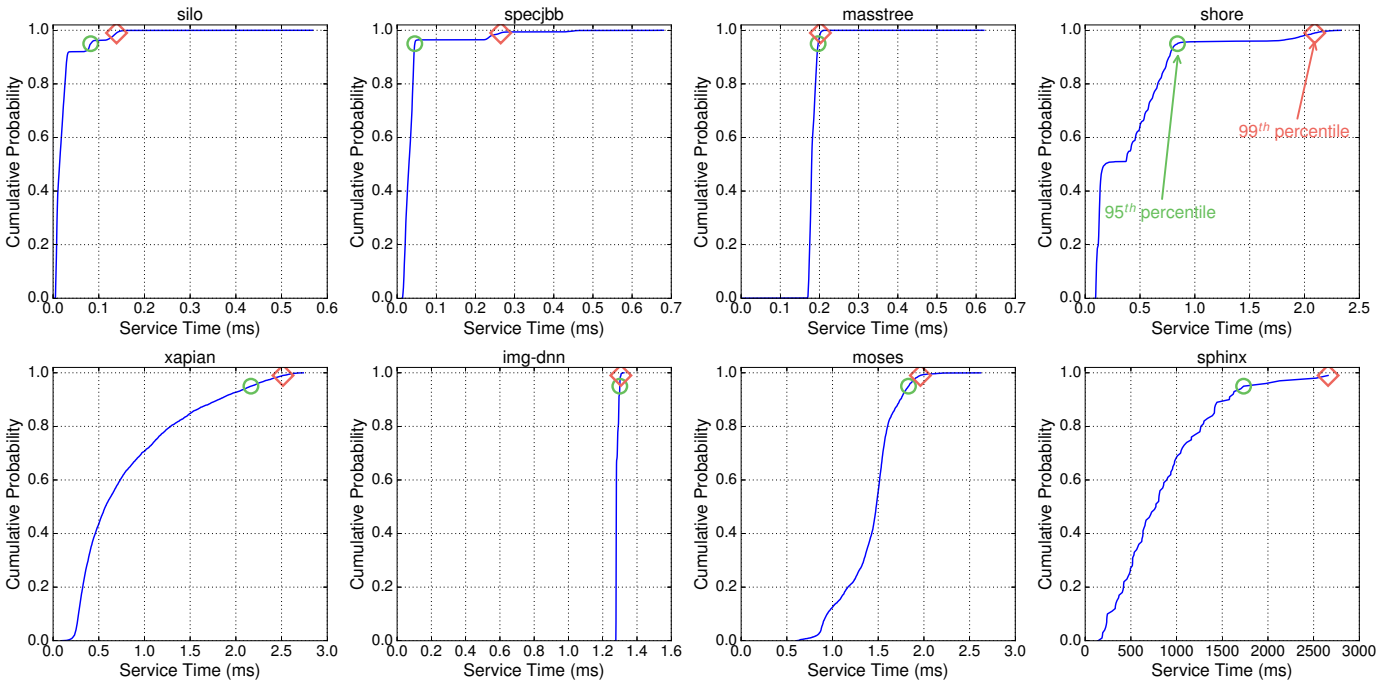 silo
1.0
0.8
0.6
0.4
0.2
0.0
Cumulative Probability
0.0 0.1 0.2 0.3 0.4 0.5 0.6
Service Time (ms)
specjbb
1.0
0.8
0.6
0.4
0.2
0.0
Cumulative Probability
0.0 0.1 0.2 0.3 0.4 0.5 0.6 0.7
Service Time (ms)
masstree
1.0
0.8
0.6
0.4
0.2
0.0
Cumulative Probability
0.0 0.1 0.2 0.3 0.4 0.5 0.6 0.7
Service Time (ms)
shore
1.0
0.8
0.6
0.4
0.2
0.0
Cumulative Probability
99th percentile
95th percentile
0.0 0.5 1.0 1.5 2.0 2.5
Service Time (ms)
xapian
1.0
0.8
0.6
0.4
0.2
0.0
Cumulative Probability
0.0 0.5 1.0 1.5 2.0 2.5 3.0
Service Time (ms)
img-dnn
1.0
0.8
0.6
0.4
0.2
0.0
Cumulative Probability
0.0 0.2 0.4 0.6 0.8 1.0 1.2 1.4 1.6
Service Time (ms)
moses
1.0
0.8
0.6
0.4
0.2
0.0
Cumulative Probability
0.0 0.5 1.0 1.5 2.0 2.5 3.0
Service Time (ms)
sphinx
1.0
0.8
0.6
0.4
0.2
0.0
Cumulative Probability
0 500 1000 1500 2000 2500 3000
Service Time (ms)